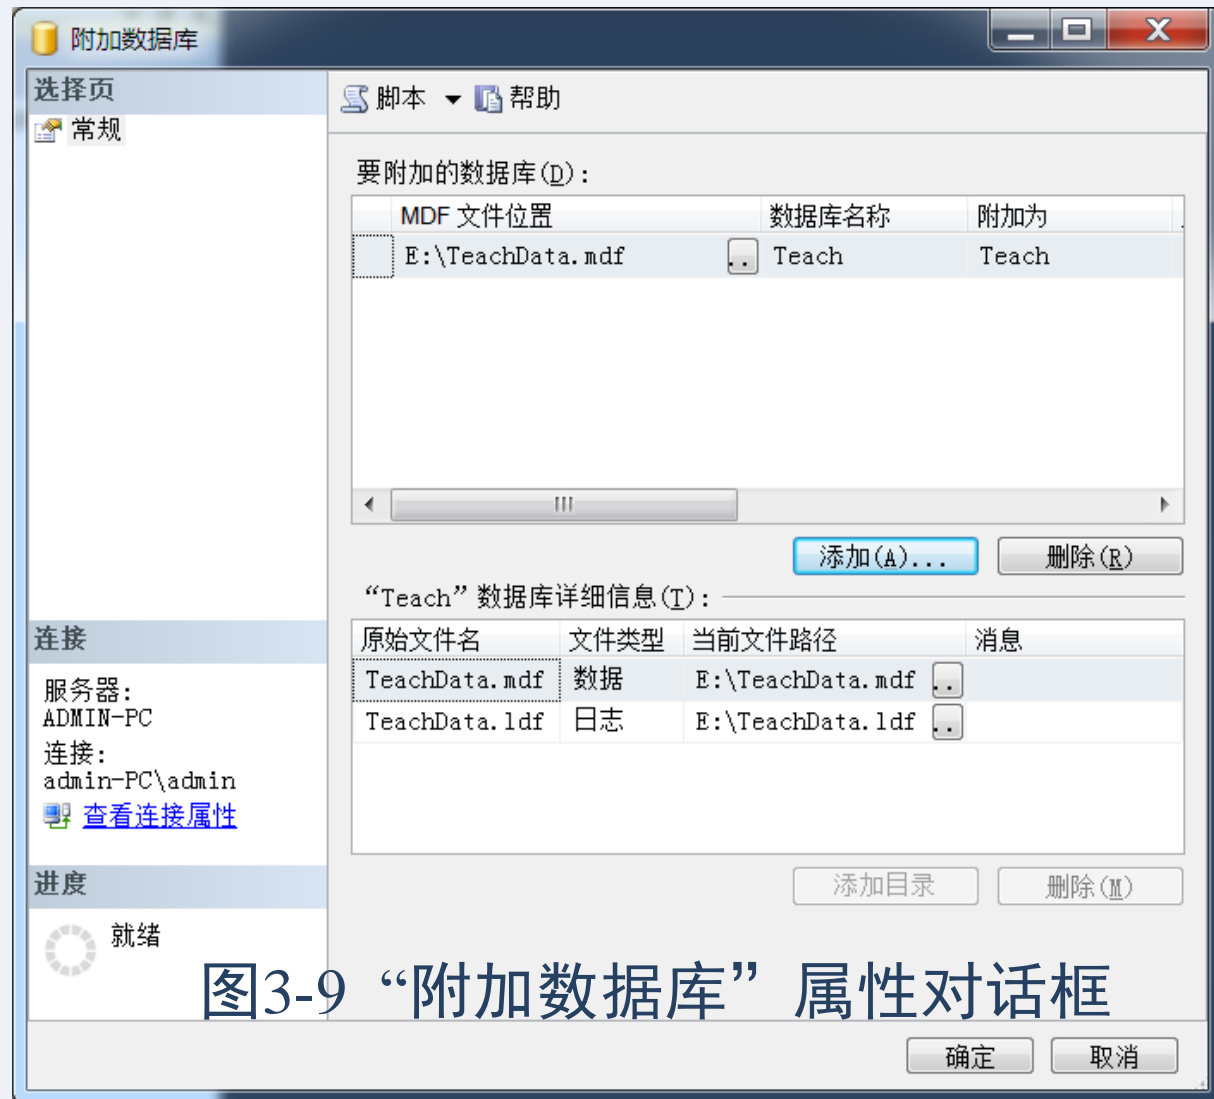 附加数据库
选择页
常规
脚本 帮助
要附加的数据库(D):
MDF 文件位置 数据库名称 附加为
E:\TeachData.mdf .. Teach Teach
添加(A)... 删除(R)
“Teach”数据库详细信息(T):
原始文件名 文件类型 当前文件路径 消息
TeachData.mdf 数据 E:\TeachData.mdf ..
TeachData.ldf 日志 E:\TeachData.ldf ..
添加目录 删除(M)
连接
服务器:
ADMIN-PC
连接:
admin-PC\admin
查看连接属性
进度
就绪
图3-9 “附加数据库”属性对话框
确定 取消